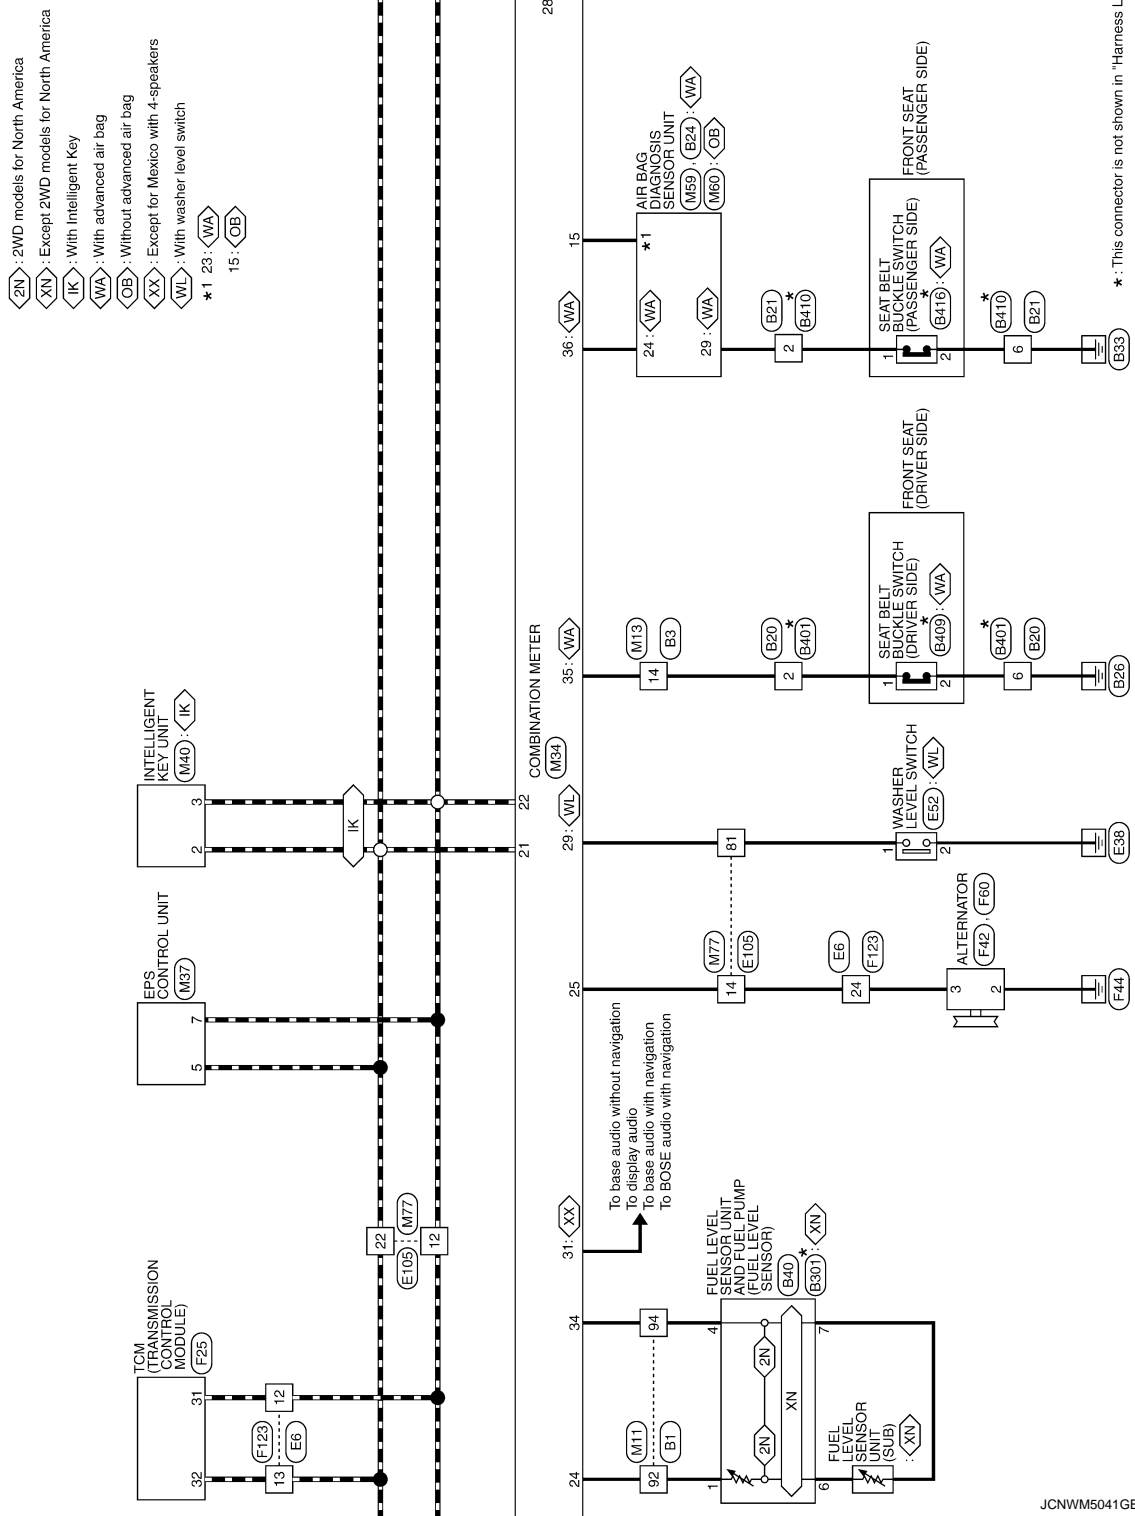 2N : 2WD models for North America
XN : Except 2WD models for North America
IK : With Intelligent Key
WA : With advanced air bag
OB : Without advanced air bag
XX : Except for Mexico with 4-speakers
WL : With washer level switch
*1 23 : WA
15 : OB
TCM
(TRANSMISSION
CONTROL
MODULE)
F25
32
31
F123
E6
13
12
EPS
CONTROL UNIT
M37
5
7
INTELLIGENT
KEY UNIT
M40 : IK
2
3
IK
22
12
E105
M77
21
22
COMBINATION METER
M34
28
24
34
31 : XX
25
29 : WL
35 : WA
36 : WA
15
To base audio without navigation
To display audio
To base audio with navigation
To BOSE audio with navigation
M11
B1
92
94
FUEL LEVEL
SENSOR UNIT
AND FUEL PUMP
(FUEL LEVEL
SENSOR)
B40
B301 * : XN
1
4
2N
2N
XN
6
7
FUEL
LEVEL
SENSOR
UNIT
(SUB)
: XN
M77
E105
14
81
E6
F123
24
ALTERNATOR
F42 , F60
3
2
F44
WASHER
LEVEL SWITCH
E52 : WL
1
2
E38
M13
B3
14
B20
B401 *
2
FRONT SEAT
(DRIVER SIDE)
SEAT BELT
BUCKLE SWITCH
(DRIVER SIDE)
B409 * : WA
1
2
B401 *
B20
6
B26
AIR BAG
DIAGNOSIS
SENSOR UNIT
M59 , B24 : WA
M60 : OB
24 : WA
*1
29 : WA
B21
B410 *
2
FRONT SEAT
(PASSENGER SIDE)
SEAT BELT
BUCKLE SWITCH
(PASSENGER SIDE)
B416 * : WA
1
2
B410 *
B21
6
B33
* : This connector is not shown in "Harness L
JCNWM5041GE